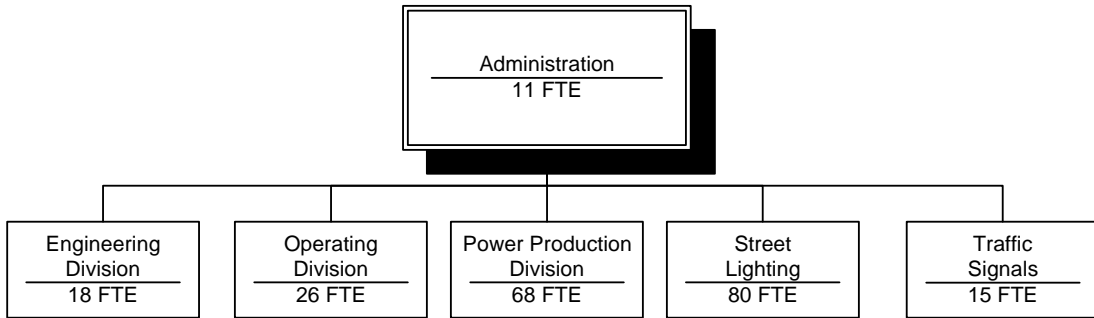 Administration
11 FTE
Engineering
Division
18 FTE
Operating
Division
26 FTE
Power Production
Division
68 FTE
Street
Lighting
80 FTE
Traffic
Signals
15 FTE